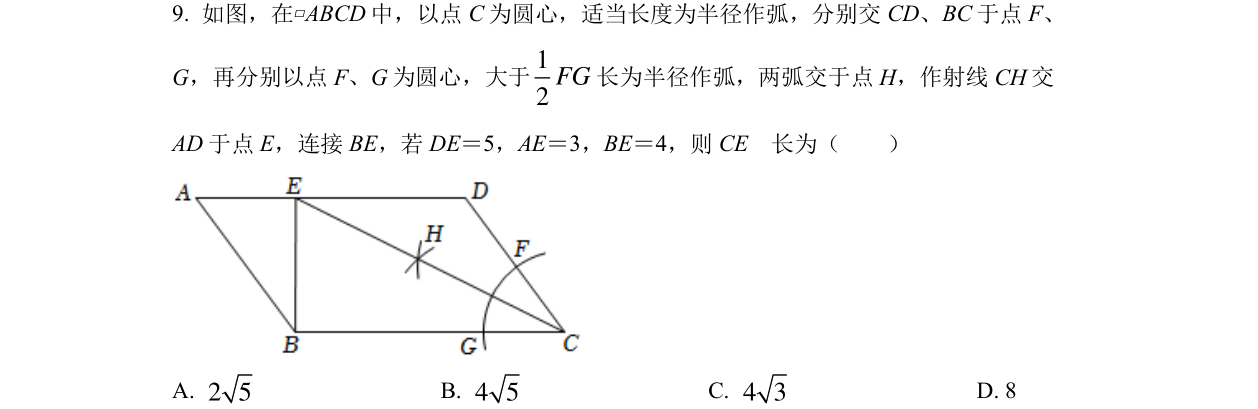 9. 如图，在▱ABCD 中，以点 C 为圆心，适当长度为半径作弧，分别交 CD、BC 于点 F、
G，再分别以点 F、G 为圆心，大于 1/2 FG 长为半径作弧，两弧交于点 H，作射线 CH 交
AD 于点 E，连接 BE，若 DE＝5，AE＝3，BE＝4，则 CE 长为（　　）
A E D
H
F
B G C
A. 2√5 B. 4√5 C. 4√3 D. 8